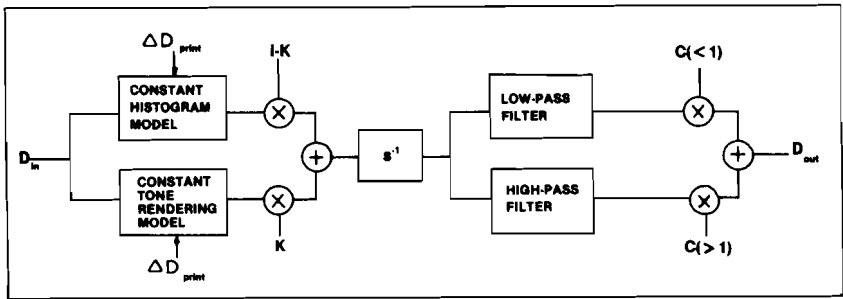 ΔD print
I-K
C(<1)
CONSTANT
HISTOGRAM
MODEL
LOW-PASS
FILTER
D in
S⁻¹
D out
CONSTANT
TONE
RENDERING
MODEL
HIGH-PASS
FILTER
K
ΔD print
C(>1)